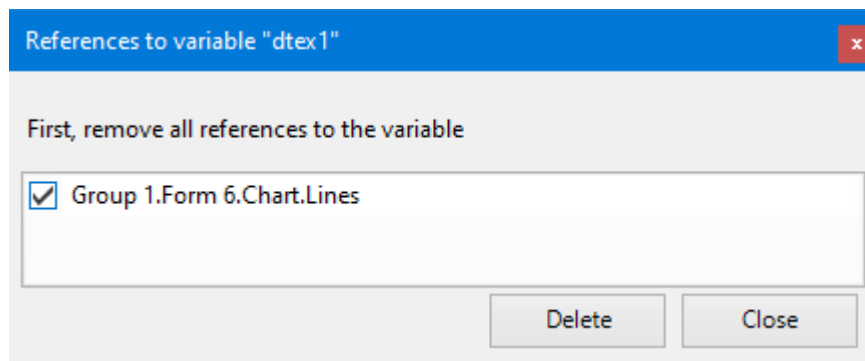 References to variable "dtex1"
x
First, remove all references to the variable
Group 1.Form 6.Chart.Lines
Delete
Close